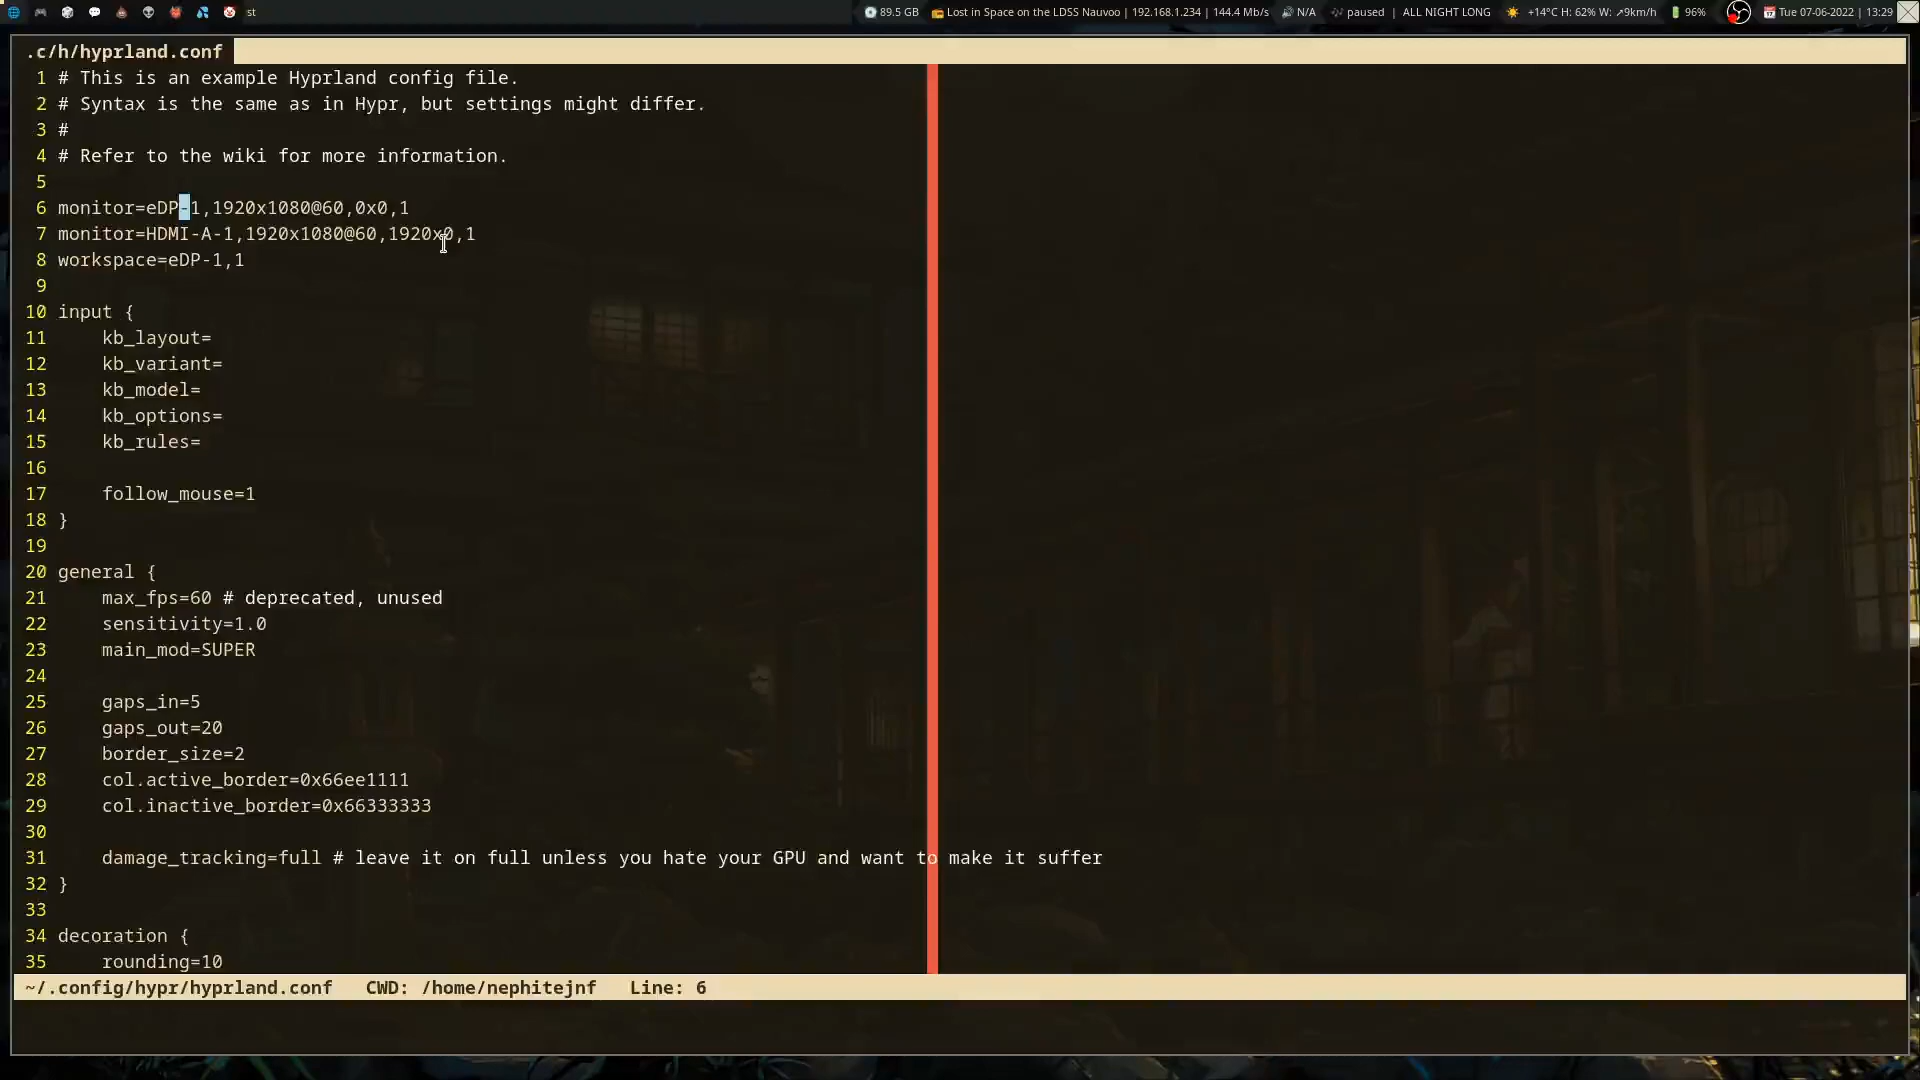 st
89.5 GB
Lost in Space on the LDSS Nauvoo | 192.168.1.234 | 144.4 Mb/s
N/A
paused | ALL NIGHT LONG
+14°C H: 62% W: ↗9km/h
96%
Tue 07-06-2022 | 13:29
.c/h/hyprland.conf
1 # This is an example Hyprland config file.
2 # Syntax is the same as in Hypr, but settings might differ.
3 #
4 # Refer to the wiki for more information.
5
6 monitor=eDP-1,1920x1080@60,0x0,1
7 monitor=HDMI-A-1,1920x1080@60,1920x0,1
8 workspace=eDP-1,1
9
10 input {
11     kb_layout=
12     kb_variant=
13     kb_model=
14     kb_options=
15     kb_rules=
16
17     follow_mouse=1
18 }
19
20 general {
21     max_fps=60 # deprecated, unused
22     sensitivity=1.0
23     main_mod=SUPER
24
25     gaps_in=5
26     gaps_out=20
27     border_size=2
28     col.active_border=0x66ee1111
29     col.inactive_border=0x66333333
30
31     damage_tracking=full # leave it on full unless you hate your GPU and want to make it suffer
32 }
33
34 decoration {
35     rounding=10
~/.config/hypr/hyprland.conf   CWD: /home/nephitejnf   Line: 6